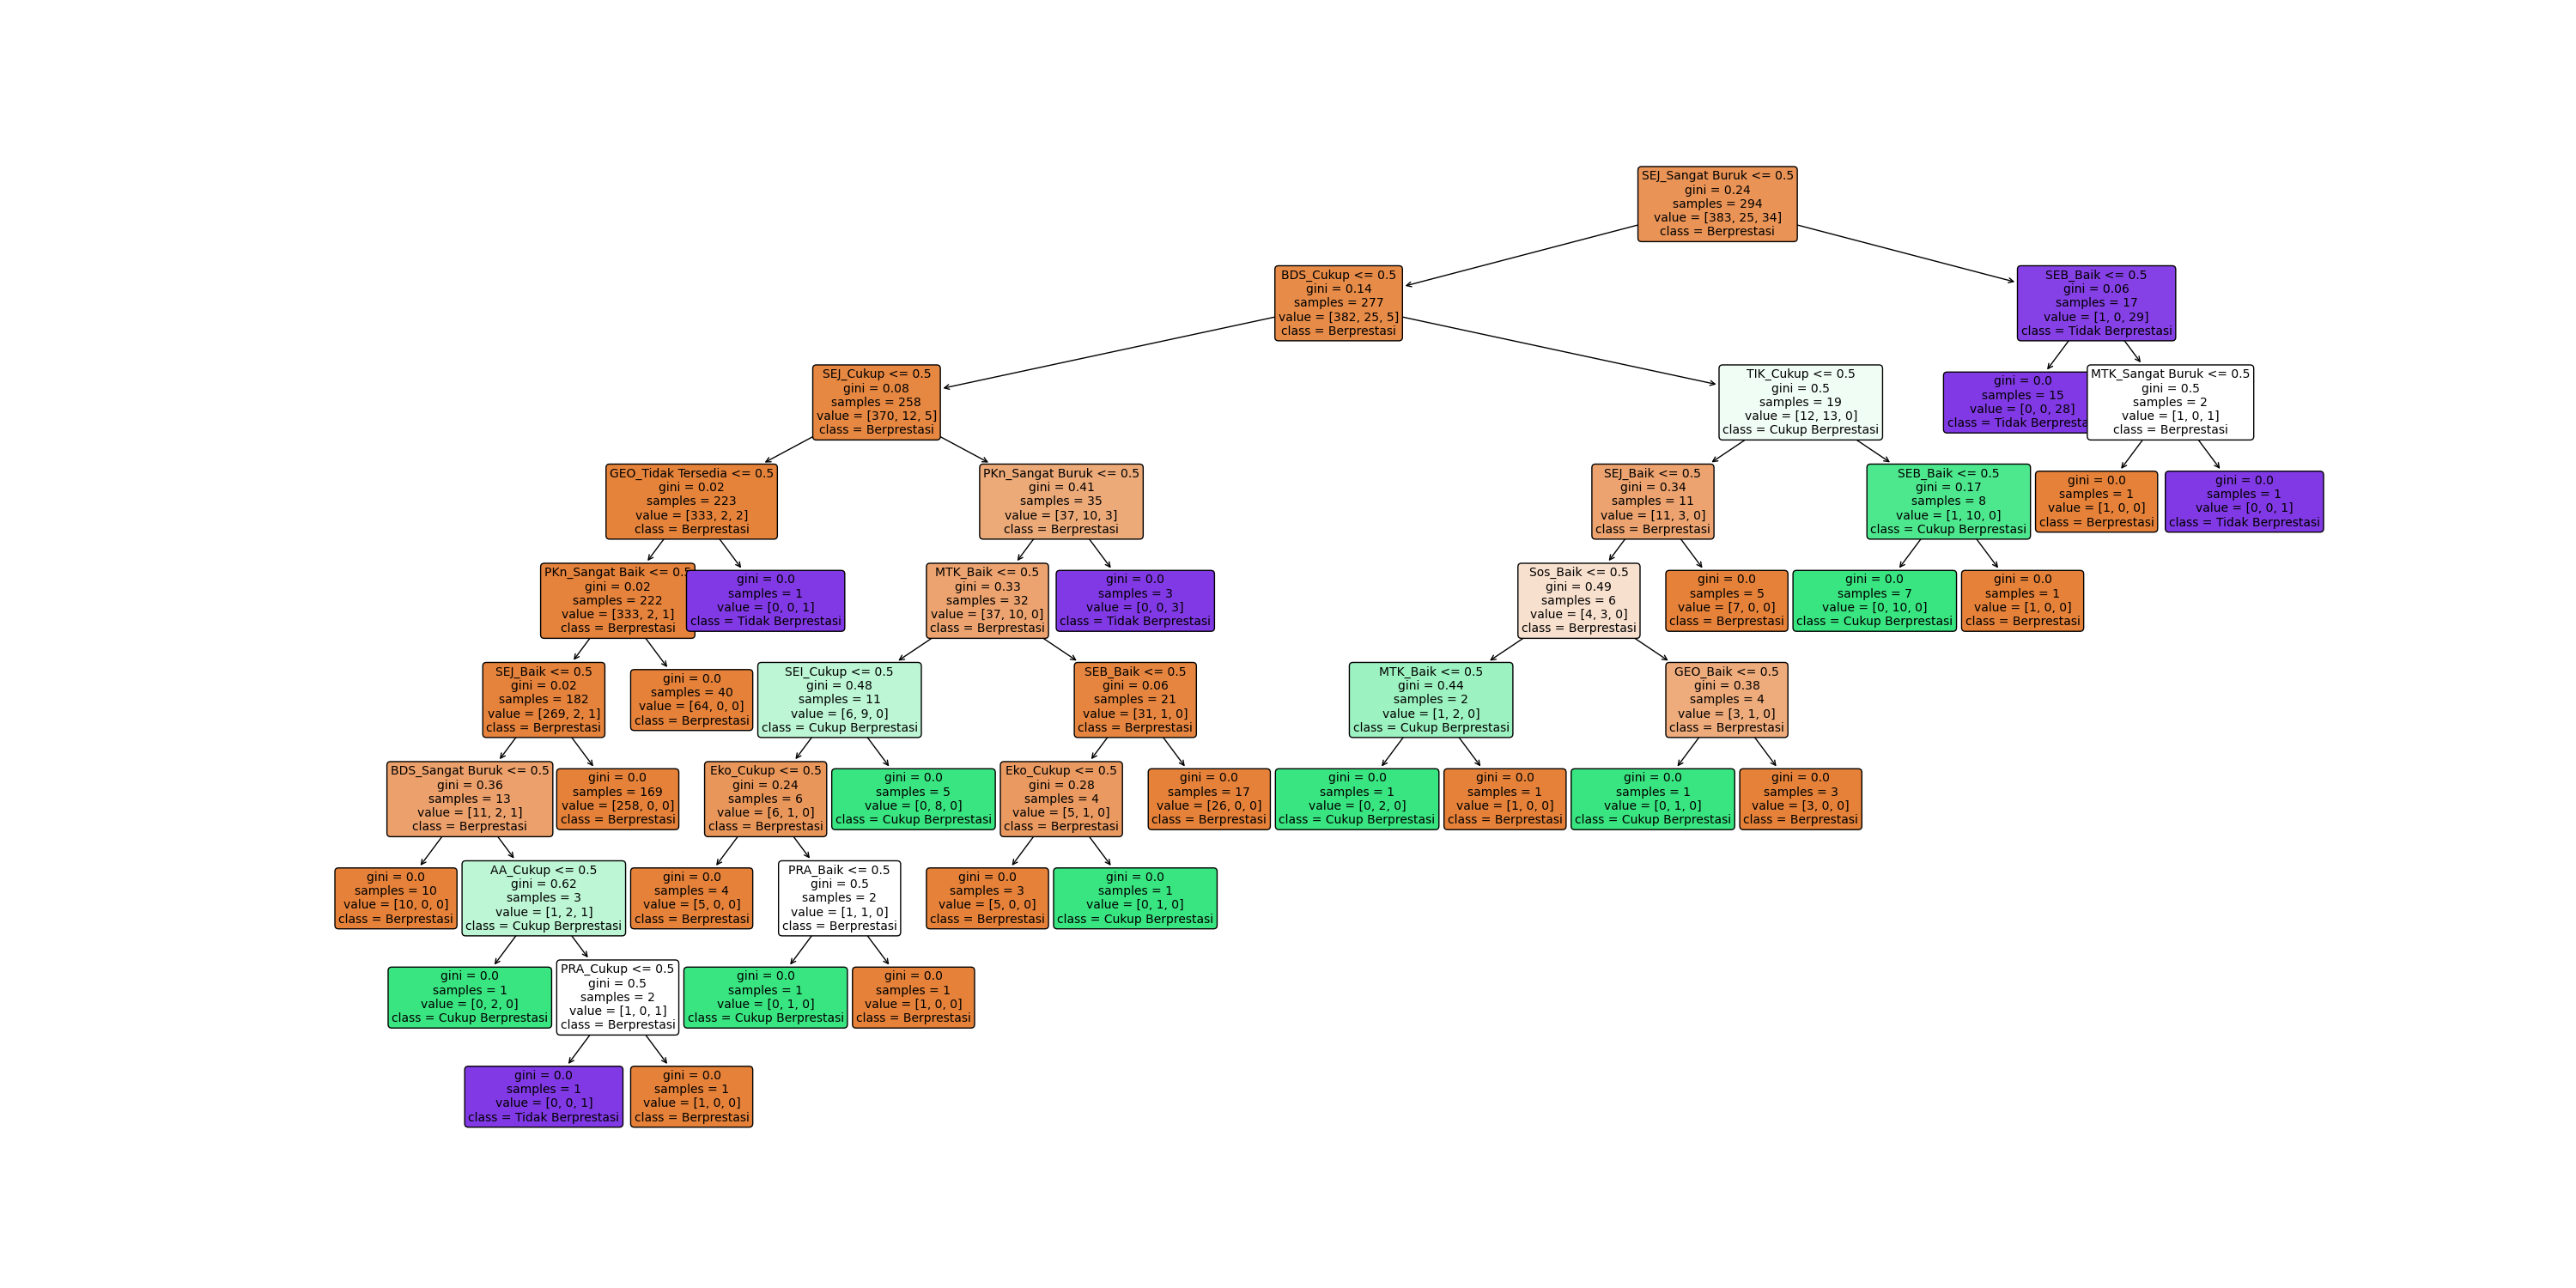 SEJ_Sangat Buruk <= 0.5
gini = 0.24
samples = 294
value = [383, 25, 34]
class = Berprestasi
BDS_Cukup <= 0.5
gini = 0.14
samples = 277
value = [382, 25, 5]
class = Berprestasi
SEB_Baik <= 0.5
gini = 0.06
samples = 17
value = [1, 0, 29]
class = Tidak Berprestasi
SEJ_Cukup <= 0.5
gini = 0.08
samples = 258
value = [370, 12, 5]
class = Berprestasi
TIK_Cukup <= 0.5
gini = 0.5
samples = 19
value = [12, 13, 0]
class = Cukup Berprestasi
gini = 0.0
samples = 15
value = [0, 0, 28]
class = Tidak Berpresta
MTK_Sangat Buruk <= 0.5
gini = 0.5
samples = 2
value = [1, 0, 1]
class = Berprestasi
GEO_Tidak Tersedia <= 0.5
gini = 0.02
samples = 223
value = [333, 2, 2]
class = Berprestasi
PKn_Sangat Buruk <= 0.5
gini = 0.41
samples = 35
value = [37, 10, 3]
class = Berprestasi
SEJ_Baik <= 0.5
gini = 0.34
samples = 11
value = [11, 3, 0]
class = Berprestasi
SEB_Baik <= 0.5
gini = 0.17
samples = 8
value = [1, 10, 0]
class = Cukup Berprestasi
gini = 0.0
samples = 1
value = [1, 0, 0]
class = Berprestasi
gini = 0.0
samples = 1
value = [0, 0, 1]
class = Tidak Berprestasi
PKn_Sangat Baik <= 0.5
gini = 0.02
samples = 222
value = [333, 2, 1]
class = Berprestasi
gini = 0.0
samples = 1
value = [0, 0, 1]
class = Tidak Berprestasi
MTK_Baik <= 0.5
gini = 0.33
samples = 32
value = [37, 10, 0]
class = Berprestasi
gini = 0.0
samples = 3
value = [0, 0, 3]
class = Tidak Berprestasi
Sos_Baik <= 0.5
gini = 0.49
samples = 6
value = [4, 3, 0]
class = Berprestasi
gini = 0.0
samples = 5
value = [7, 0, 0]
class = Berprestasi
gini = 0.0
samples = 7
value = [0, 10, 0]
class = Cukup Berprestasi
gini = 0.0
samples = 1
value = [1, 0, 0]
class = Berprestasi
SEJ_Baik <= 0.5
gini = 0.02
samples = 182
value = [269, 2, 1]
class = Berprestasi
gini = 0.0
samples = 40
value = [64, 0, 0]
class = Berprestasi
SEI_Cukup <= 0.5
gini = 0.48
samples = 11
value = [6, 9, 0]
class = Cukup Berprestasi
SEB_Baik <= 0.5
gini = 0.06
samples = 21
value = [31, 1, 0]
class = Berprestasi
MTK_Baik <= 0.5
gini = 0.44
samples = 2
value = [1, 2, 0]
class = Cukup Berprestasi
GEO_Baik <= 0.5
gini = 0.38
samples = 4
value = [3, 1, 0]
class = Berprestasi
BDS_Sangat Buruk <= 0.5
gini = 0.36
samples = 13
value = [11, 2, 1]
class = Berprestasi
gini = 0.0
samples = 169
value = [258, 0, 0]
class = Berprestasi
Eko_Cukup <= 0.5
gini = 0.24
samples = 6
value = [6, 1, 0]
class = Berprestasi
gini = 0.0
samples = 5
value = [0, 8, 0]
class = Cukup Berprestasi
Eko_Cukup <= 0.5
gini = 0.28
samples = 4
value = [5, 1, 0]
class = Berprestasi
gini = 0.0
samples = 17
value = [26, 0, 0]
class = Berprestasi
gini = 0.0
samples = 1
value = [0, 2, 0]
class = Cukup Berprestasi
gini = 0.0
samples = 1
value = [1, 0, 0]
class = Berprestasi
gini = 0.0
samples = 1
value = [0, 1, 0]
class = Cukup Berprestasi
gini = 0.0
samples = 3
value = [3, 0, 0]
class = Berprestasi
gini = 0.0
samples = 10
value = [10, 0, 0]
class = Berprestasi
AA_Cukup <= 0.5
gini = 0.62
samples = 3
value = [1, 2, 1]
class = Cukup Berprestasi
gini = 0.0
samples = 4
value = [5, 0, 0]
class = Berprestasi
PRA_Baik <= 0.5
gini = 0.5
samples = 2
value = [1, 1, 0]
class = Berprestasi
gini = 0.0
samples = 3
value = [5, 0, 0]
class = Berprestasi
gini = 0.0
samples = 1
value = [0, 1, 0]
class = Cukup Berprestasi
gini = 0.0
samples = 1
value = [0, 2, 0]
class = Cukup Berprestasi
PRA_Cukup <= 0.5
gini = 0.5
samples = 2
value = [1, 0, 1]
class = Berprestasi
gini = 0.0
samples = 1
value = [0, 1, 0]
class = Cukup Berprestasi
gini = 0.0
samples = 1
value = [1, 0, 0]
class = Berprestasi
gini = 0.0
samples = 1
value = [0, 0, 1]
class = Tidak Berprestasi
gini = 0.0
samples = 1
value = [1, 0, 0]
class = Berprestasi